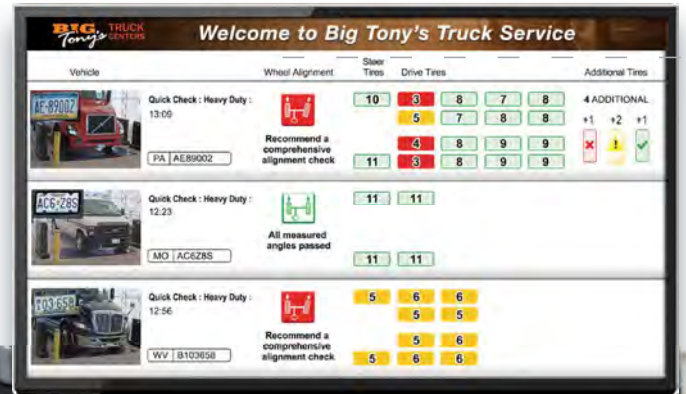 BIG Tony's TRUCK CENTERS
Welcome to Big Tony's Truck Service
Vehicle
Wheel Alignment
Steer Tires
Drive Tires
Additional Tires
AE-89002
Quick Check : Heavy Duty :
13:09
PA AE89002
Recommend a
comprehensive
alignment check
10 3 8 7 8
5 7 8 8
4 8 9 9
11 3 8 9 9
4 ADDITIONAL
+1 +2 +1
!
AC6-Z8S
Quick Check : Heavy Duty :
12:23
MO AC6Z8S
All measured
angles passed
11 11
11 11
103-658
Quick Check : Heavy Duty :
12:56
WV B103658
Recommend a
comprehensive
alignment check
5 6 6
5 5
5 6
5 6 6